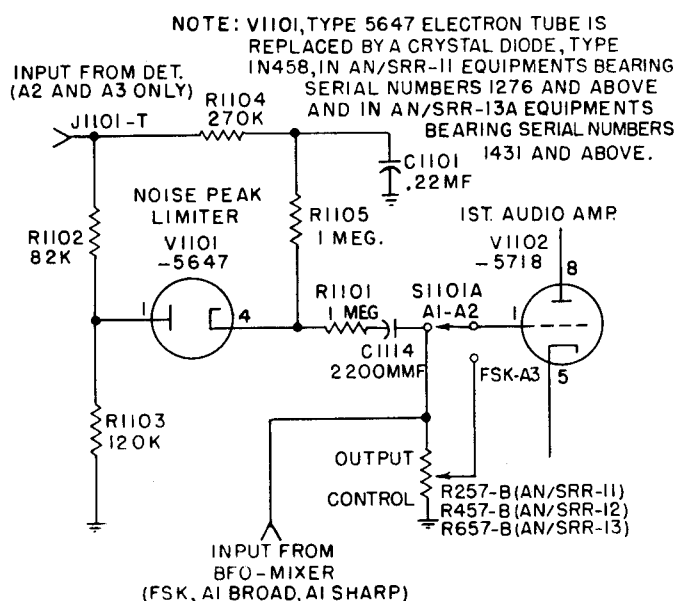 NOTE: V1101, TYPE 5647 ELECTRON TUBE IS
REPLACED BY A CRYSTAL DIODE, TYPE
IN458, IN AN/SRR-11 EQUIPMENTS BEARING
SERIAL NUMBERS 1276 AND ABOVE
AND IN AN/SRR-13A EQUIPMENTS
BEARING SERIAL NUMBERS
1431 AND ABOVE.
INPUT FROM DET.
(A2 AND A3 ONLY)
J1101-T
R1104
270K
C1101
.22MF
NOISE PEAK
LIMITER
V1101
-5647
R1102
82K
R1105
1 MEG.
1ST. AUDIO AMP.
V1102
-5718
8
1
4
R1101
1 MEG
C1114
2200MMF
S1101A
A1-A2
1
5
FSK-A3
R1103
120K
OUTPUT
CONTROL
R257-B (AN/SRR-11)
R457-B (AN/SRR-12)
R657-B (AN/SRR-13)
INPUT FROM
BFO-MIXER
(FSK, A1 BROAD, A1 SHARP)